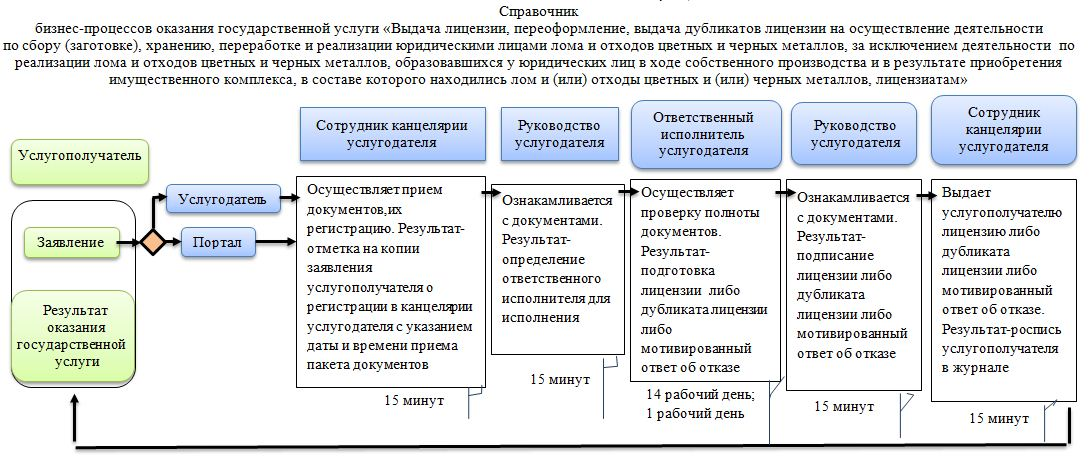 Справочник
бизнес-процессов оказания государственной услуги «Выдача лицензии, переоформление, выдача дубликатов лицензии на осуществление деятельности
по сбору (заготовке), хранению, переработке и реализации юридическими лицами лома и отходов цветных и черных металлов, за исключением деятельности по
реализации лома и отходов цветных и черных металлов, образовавшихся у юридических лиц в ходе собственного производства и в результате приобретения
имущественного комплекса, в составе которого находились лом и (или) отходы цветных и (или) черных металлов, лицензиатам»
Услугополучатель
Заявление
Результат
оказания
государственной
услуги
Услугодатель
Портал
Сотрудник канцелярии
услугодателя
Осуществляет прием
документов,их
регистрацию. Результат-
отметка на копии
заявления
услугополучателя о
регистрации в канцелярии
услугодателя с указанием
даты и времени приема
пакета документов
15 минут
Руководство
услугодателя
Ознакамливается
с документами.
Результат-
определение
ответственного
исполнителя для
исполнения
15 минут
Ответственный
исполнитель
услугодателя
Осуществляет
проверку полноты
документов.
Результат-
подготовка
лицензии либо
дубликата лицензии
либо
мотивированный
ответ об отказе
14 рабочий день;
1 рабочий день
Руководство
услугодателя
Ознакамливается
с документами.
Результат-
подписание
лицензии либо
дубликата
лицензии либо
мотивированный
ответ об отказе
15 минут
Сотрудник
канцелярии
услугодателя
Выдает
услугополучателю
лицензию либо
дубликата
лицензии либо
мотивированный
ответ об отказе.
Результат-роспись
услугополучателя
в журнале
15 минут